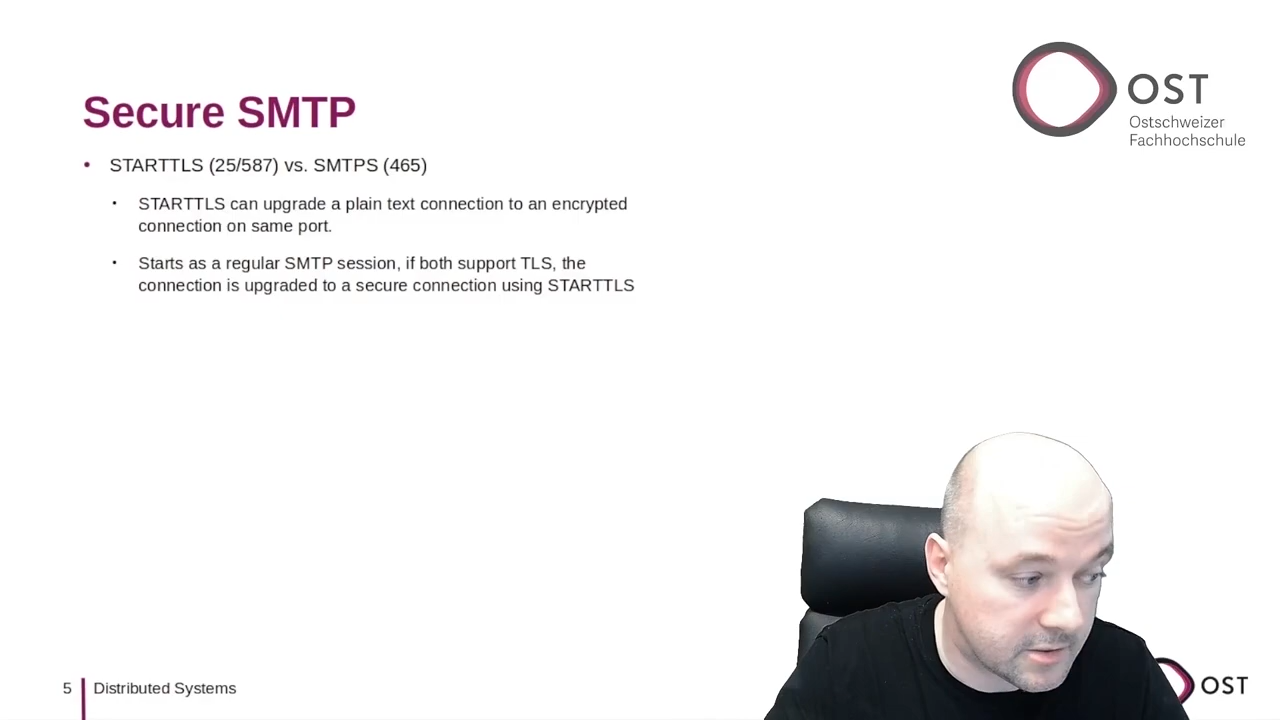 Secure SMTP
• STARTTLS (25/587) vs. SMTPS (465)
• STARTTLS can upgrade a plain text connection to an encrypted
connection on same port.
• Starts as a regular SMTP session, if both support TLS, the
connection is upgraded to a secure connection using STARTTLS
OST
Ostschweizer
Fachhochschule
5 Distributed Systems
OST